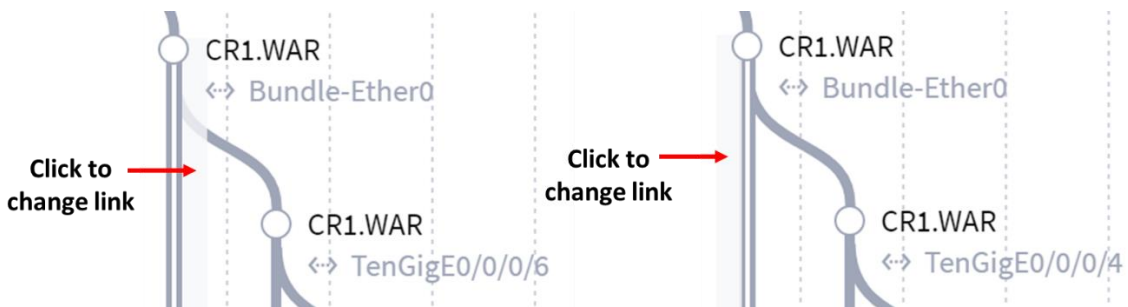 CR1.WAR
Bundle-Ether0
Click to
change link
CR1.WAR
TenGigE0/0/0/6
CR1.WAR
Bundle-Ether0
Click to
change link
CR1.WAR
TenGigE0/0/0/4